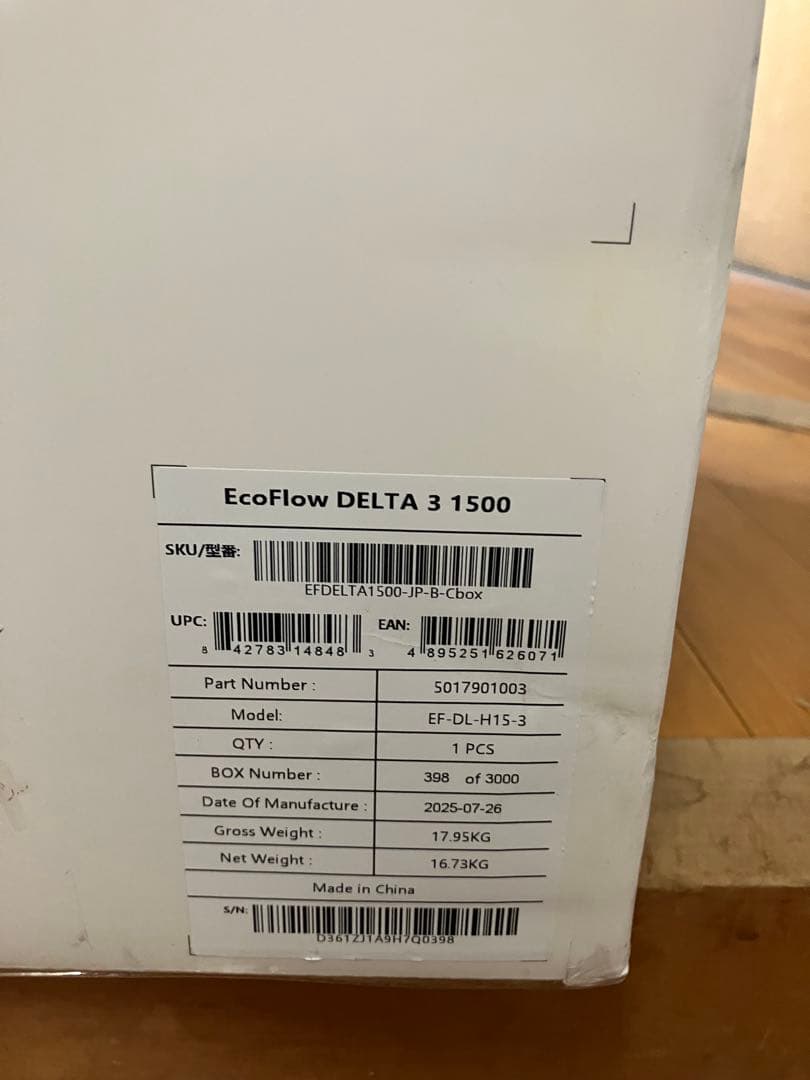 EcoFlow DELTA 3 1500
SKU/型番:
EFDELTA1500-JP-B-Cbox
UPC: 8 42783 14848 3 EAN: 4 895251 626071
Part Number : 5017901003
Model: EF-DL-H15-3
QTY : 1 PCS
BOX Number : 398 of 3000
Date Of Manufacture : 2025-07-26
Gross Weight : 17.95KG
Net Weight : 16.73KG
Made in China
S/N:
D361ZJ1A9H7Q0398